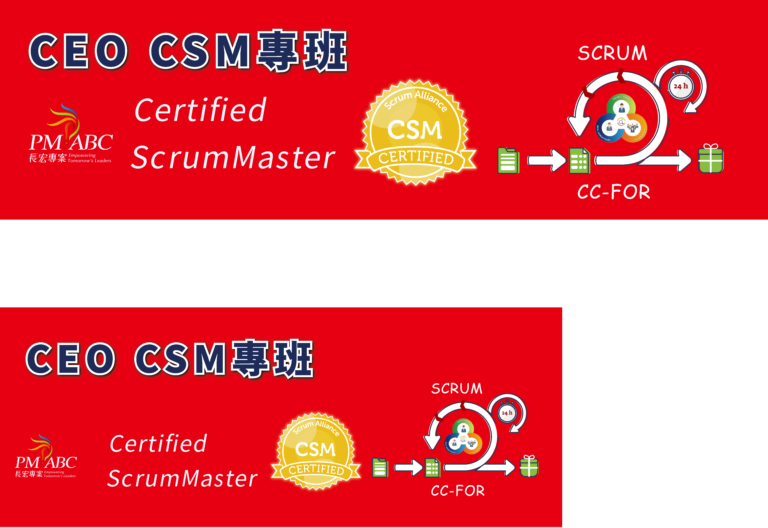 CEO CSM專班
SCRUM
24 h
Certified
Scrum Alliance
CSM
CERTIFIED
PM ABC
長宏專案 Empowering Tomorrow's Leaders
ScrumMaster
CC-FOR
CEO CSM專班
SCRUM
24 h
Certified
Scrum Alliance
CSM
CERTIFIED
PM ABC
長宏專案 Empowering Tomorrow's Leaders
ScrumMaster
CC-FOR